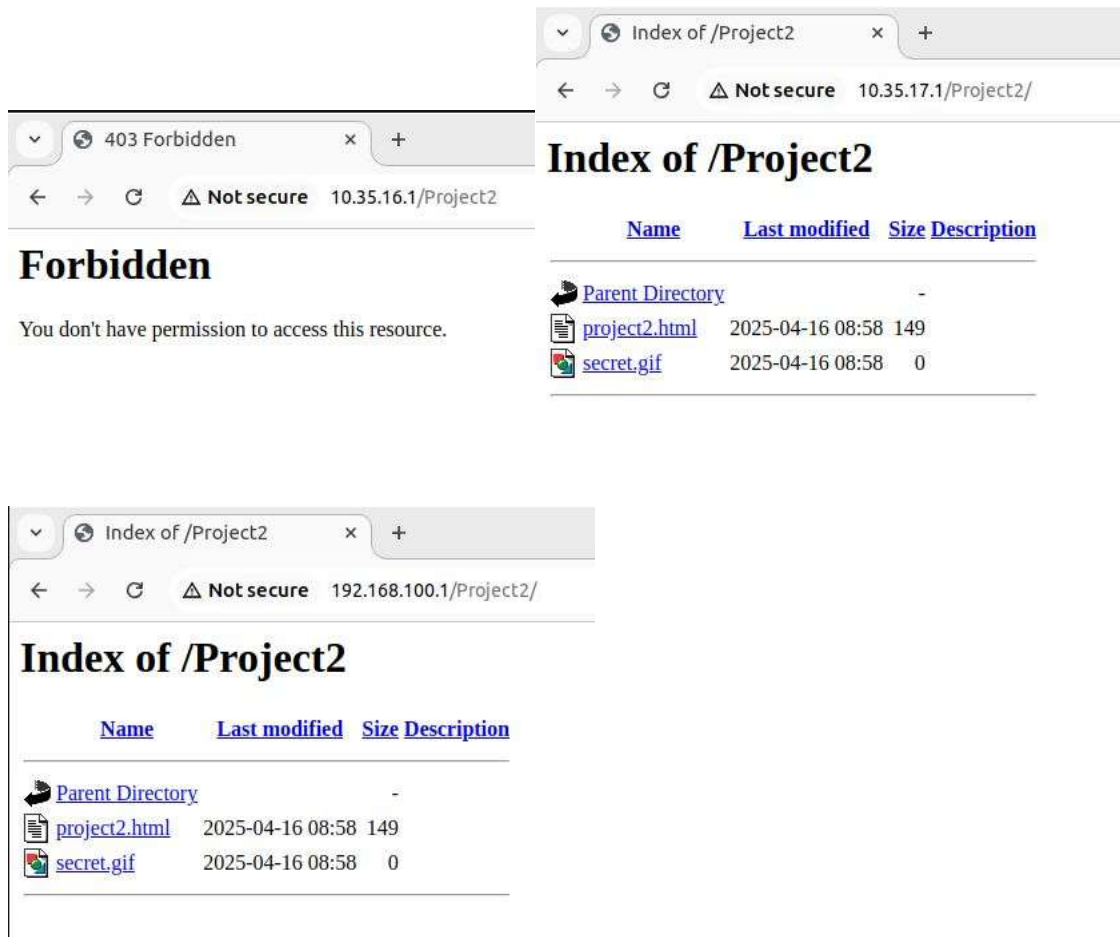 403 Forbidden
Not secure 10.35.16.1/Project2
Forbidden
You don't have permission to access this resource.
Index of /Project2
Not secure 10.35.17.1/Project2/
Index of /Project2
Name Last modified Size Description
Parent Directory -
project2.html 2025-04-16 08:58 149
secret.gif 2025-04-16 08:58 0
Index of /Project2
Not secure 192.168.100.1/Project2/
Index of /Project2
Name Last modified Size Description
Parent Directory -
project2.html 2025-04-16 08:58 149
secret.gif 2025-04-16 08:58 0